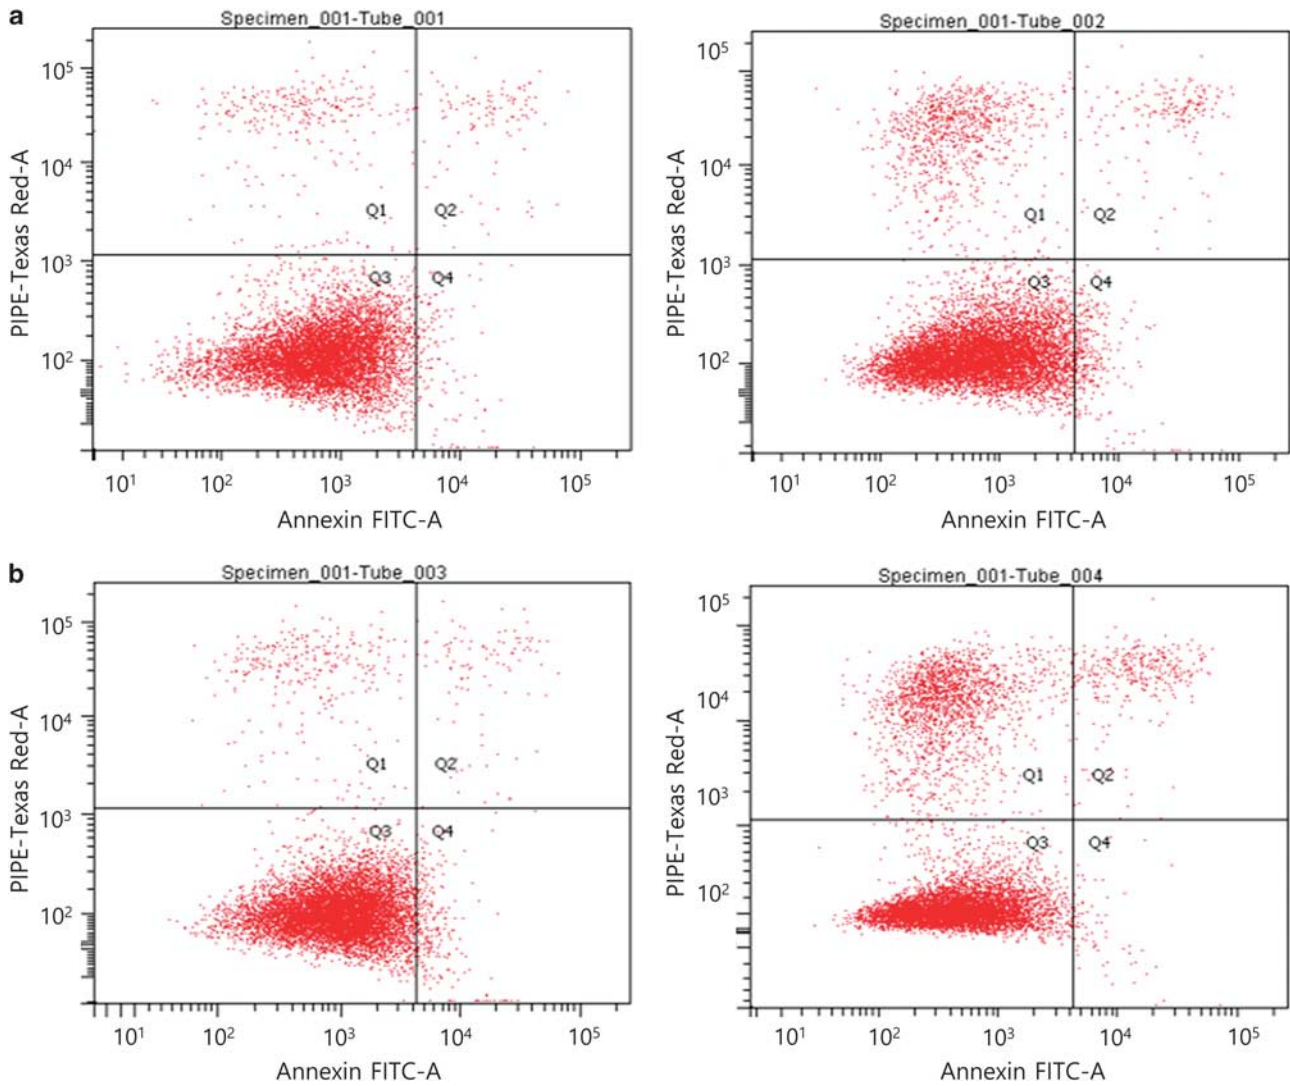 a
Specimen_001-Tube_001
PIPE-Texas Red-A
10⁵
10⁴
10³
10²
Q1 Q2
Q3 Q4
10¹ 10² 10³ 10⁴ 10⁵
Annexin FITC-A
Specimen_001-Tube_002
PIPE-Texas Red-A
10⁵
10⁴
10³
10²
Q1 Q2
Q3 Q4
10¹ 10² 10³ 10⁴ 10⁵
Annexin FITC-A
b
Specimen_001-Tube_003
PIPE-Texas Red-A
10⁵
10⁴
10³
10²
Q1 Q2
Q3 Q4
10¹ 10² 10³ 10⁴ 10⁵
Annexin FITC-A
Specimen_001-Tube_004
PIPE-Texas Red-A
10⁵
10⁴
10³
10²
Q1 Q2
Q3 Q4
10¹ 10² 10³ 10⁴ 10⁵
Annexin FITC-A